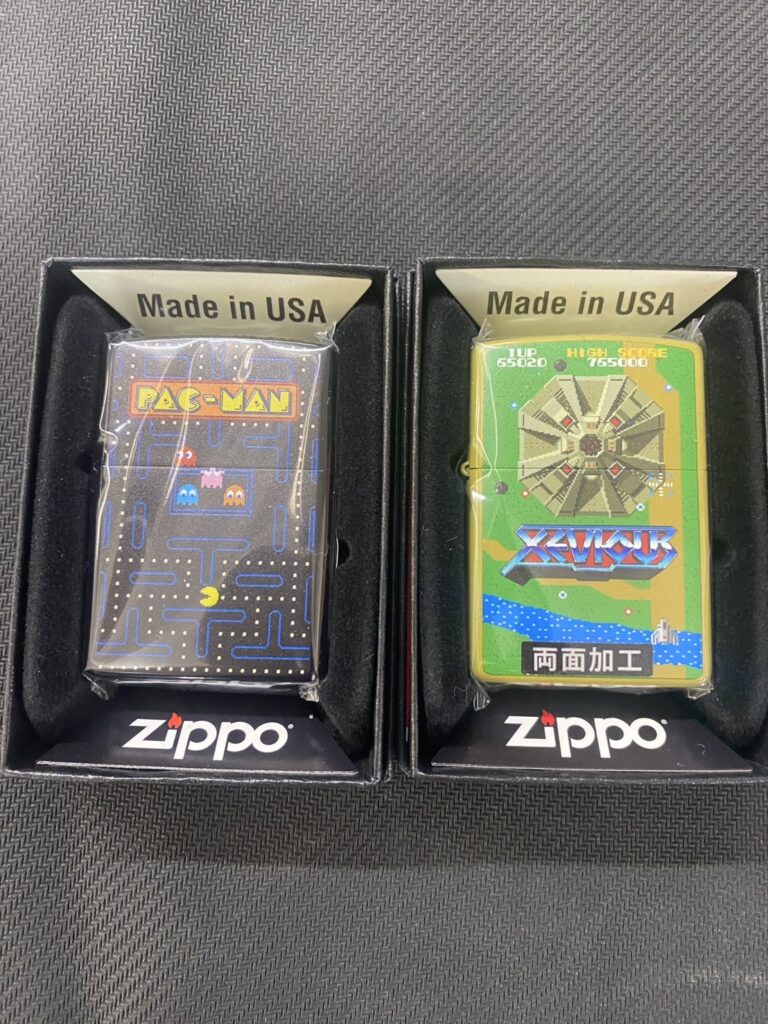 Made in USA
PAC-MAN
zippo
Made in USA
1UP HIGH SCORE
65020 765000
XEVIOUS
両面加工
zippo